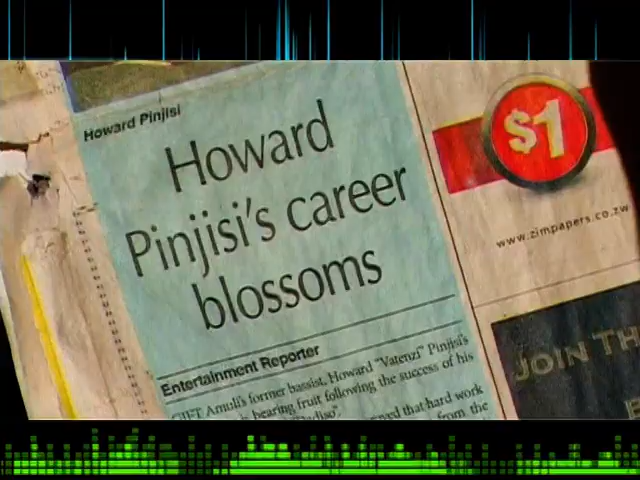 Howard Pinjisi
Howard
Pinjisi's career
blossoms
Entertainment Reporter
GIFT Amuli's former bassist, Howard "Vatenzi" Pinjisi's
bearing fruit following the success of his
that hard work
from the
$1
www.zimpapers.co.zw
JOIN TH